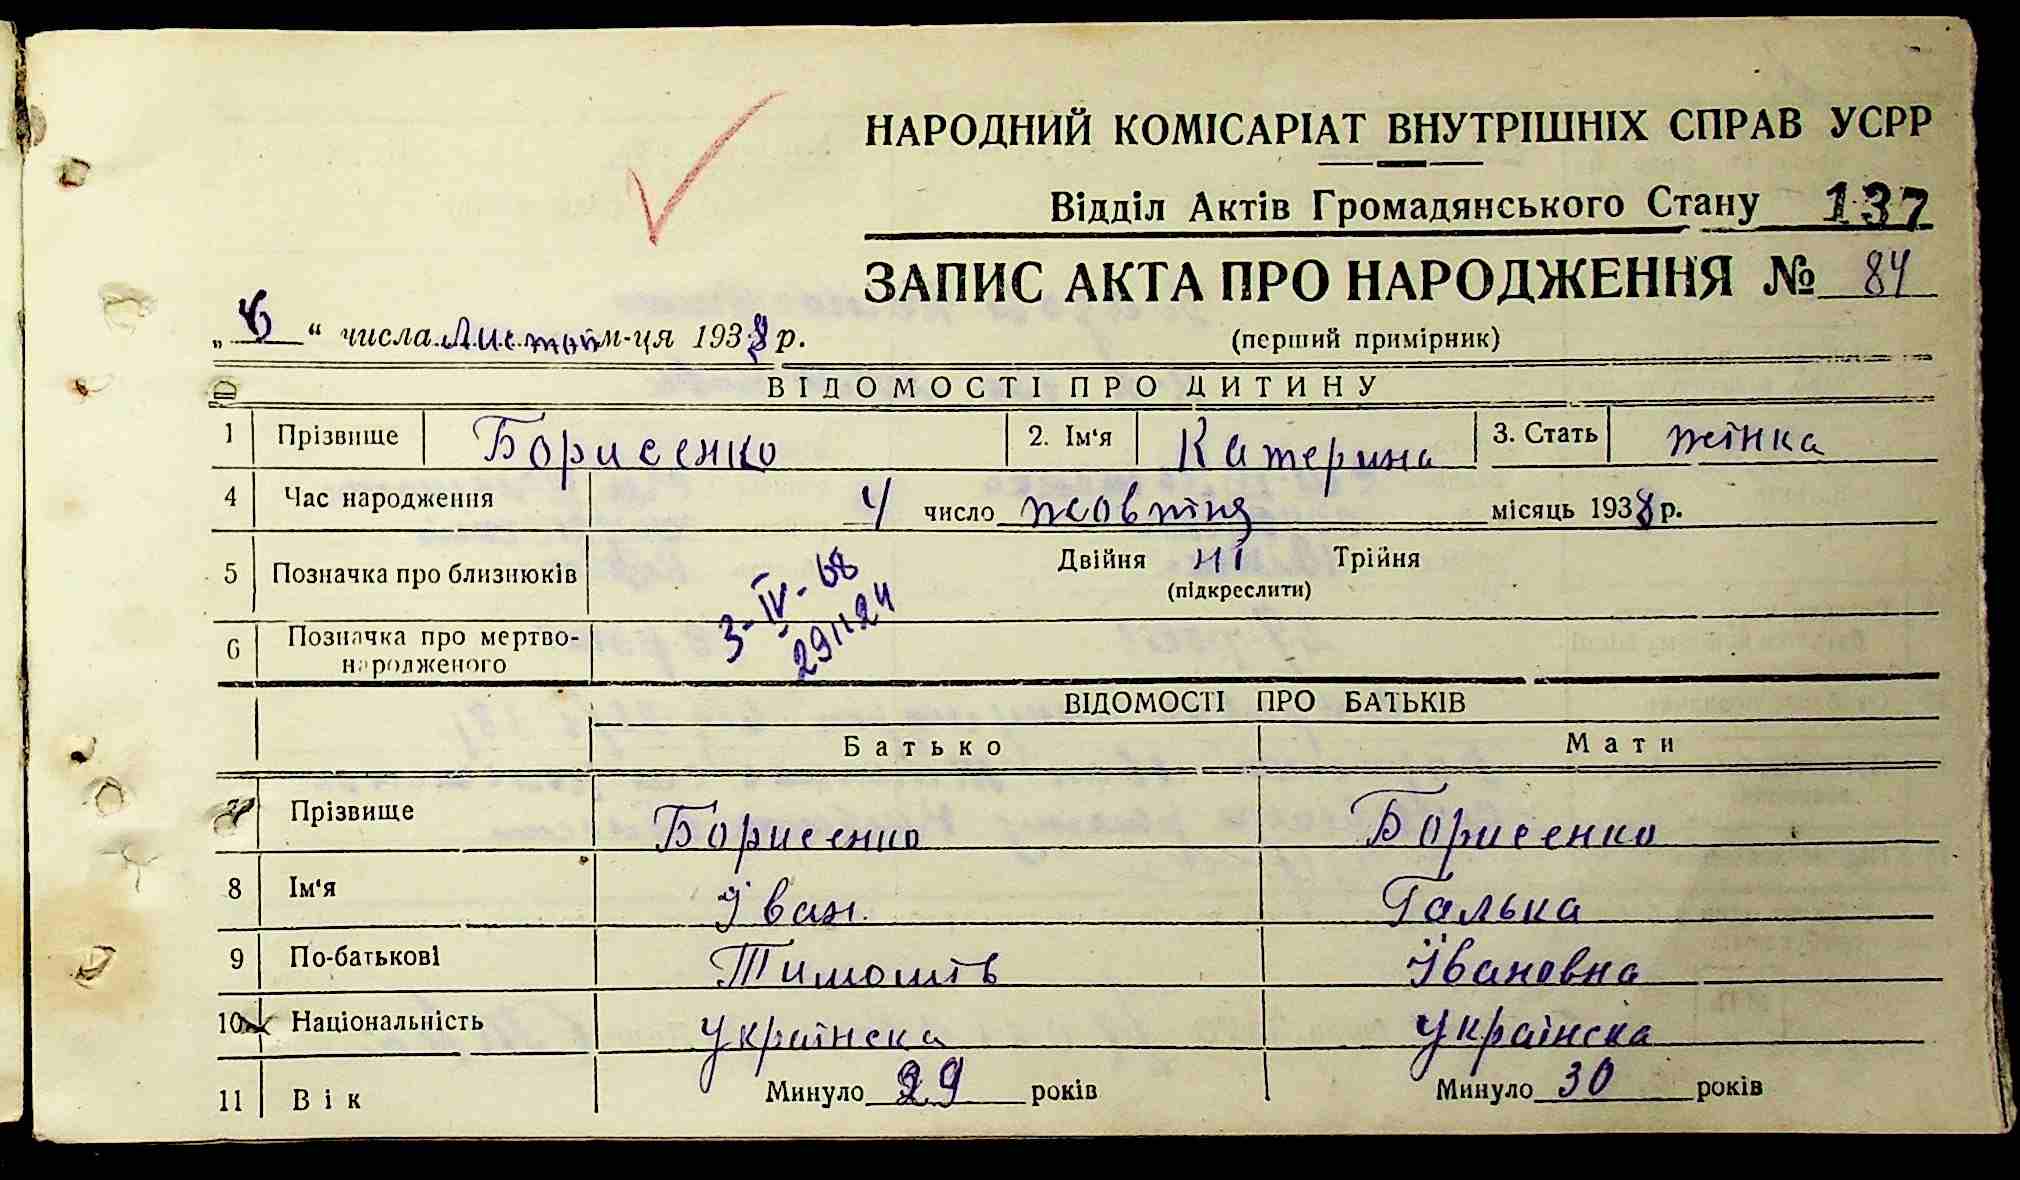 НАРОДНИЙ КОМІСАРІАТ ВНУТРІШНІХ СПРАВ УСРР
Відділ Актів Громадянського Стану 137
ЗАПИС АКТА ПРО НАРОДЖЕННЯ № 84
(перший примірник)
„6“ числа Листоп м-ця 1938 р.
ВІДОМОСТІ ПРО ДИТИНУ
1 Прізвище Борисенко 2. Ім'я Катерина 3. Стать жінка
4 Час народження 4 число жовтня місяць 1938 р.
5 Позначка про близнюків Двійня ні Трійня
(підкреслити)
3-IV-68
6 Позначка про мертво-
народженого
ВІДОМОСТІ ПРО БАТЬКІВ
Батько Мати
7 Прізвище Борисенко Борисенко
8 Ім'я Іван Галька
9 По-батькові Тимошів Івановна
10 Національність Українска Українска
11 Вік Минуло 29 років Минуло 30 років